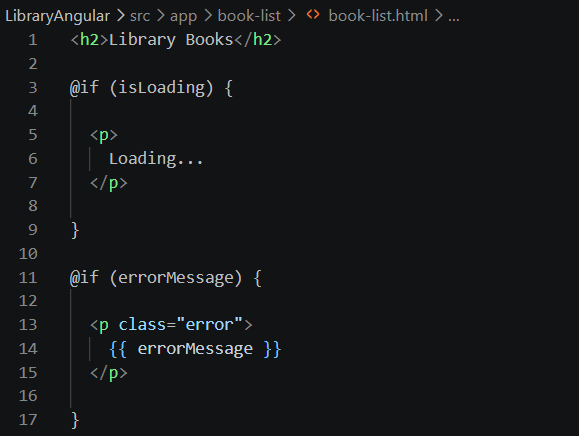 LibraryAngular > src > app > book-list > <> book-list.html > ...
1 <h2>Library Books</h2>
2
3 @if (isLoading) {
4
5 <p>
6 Loading...
7 </p>
8
9 }
10
11 @if (errorMessage) {
12
13 <p class="error">
14 {{ errorMessage }}
15 </p>
16
17 }